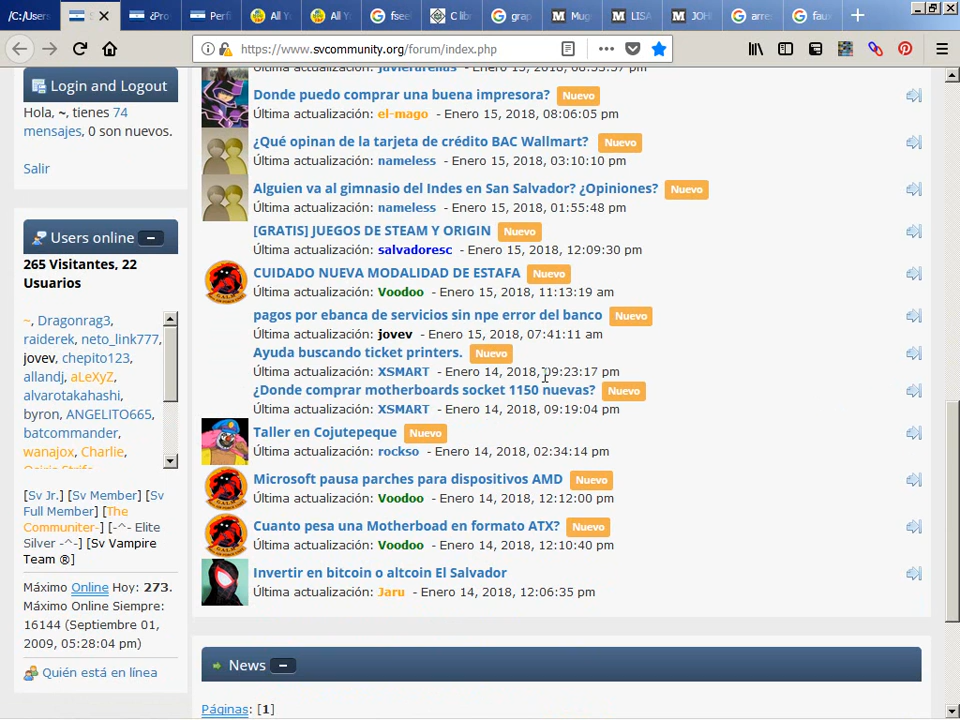 /C:/Users
Prof
Perfi
All Y
All Y
fsee
C lib
grap
Mug
LISA
JOH
arre
fau
https://www.svcommunity.org/forum/index.php
Login and Logout
Hola, ~, tienes 74
mensajes, 0 son nuevos.
Salir
Users online
265 Visitantes, 22
Usuarios
~, Dragonrag3,
raiderek, neto_link777,
jovev, chepito123,
allandj, aLeXyZ,
alvarotakahashi,
byron, ANGELITO665,
batcommander,
wanajox, Charlie,
[Sv Jr.] [Sv Member] [Sv
Full Member] [The
Communiter-] [-^- Elite
Silver -^-] [Sv Vampire
Team ®]
Máximo Online Hoy: 273.
Máximo Online Siempre:
16144 (Septiembre 01,
2009, 05:28:04 pm)
Quién está en línea
Donde puedo comprar una buena impresora? Nuevo
Última actualización: el-mago - Enero 15, 2018, 08:06:05 pm
¿Qué opinan de la tarjeta de crédito BAC Wallmart? Nuevo
Última actualización: nameless - Enero 15, 2018, 03:10:10 pm
Alguien va al gimnasio del Indes en San Salvador? ¿Opiniones? Nuevo
Última actualización: nameless - Enero 15, 2018, 01:55:48 pm
[GRATIS] JUEGOS DE STEAM Y ORIGIN Nuevo
Última actualización: salvadoresc - Enero 15, 2018, 12:09:30 pm
CUIDADO NUEVA MODALIDAD DE ESTAFA Nuevo
Última actualización: Voodoo - Enero 15, 2018, 11:13:19 am
pagos por ebanca de servicios sin npe error del banco Nuevo
Última actualización: jovev - Enero 15, 2018, 07:41:11 am
Ayuda buscando ticket printers. Nuevo
Última actualización: XSMART - Enero 14, 2018, 09:23:17 pm
¿Donde comprar motherboards socket 1150 nuevas? Nuevo
Última actualización: XSMART - Enero 14, 2018, 09:19:04 pm
Taller en Cojutepeque Nuevo
Última actualización: rockso - Enero 14, 2018, 02:34:14 pm
Microsoft pausa parches para dispositivos AMD Nuevo
Última actualización: Voodoo - Enero 14, 2018, 12:12:00 pm
Cuanto pesa una Motherboad en formato ATX? Nuevo
Última actualización: Voodoo - Enero 14, 2018, 12:10:40 pm
Invertir en bitcoin o altcoin El Salvador
Última actualización: Jaru - Enero 14, 2018, 12:06:35 pm
News
Páginas: [1]